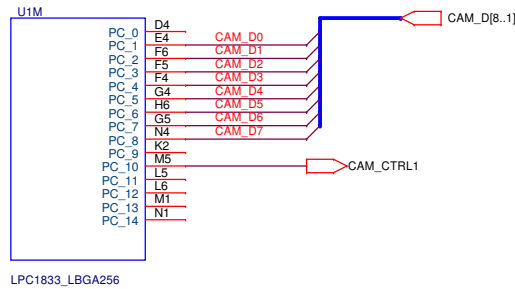 U1M
PC_0 D4
PC_1 E4 CAM_D0 CAM_D[8..1]
PC_2 F6 CAM_D1
PC_3 F5 CAM_D2
PC_4 F4 CAM_D3
PC_5 G4 CAM_D4
PC_6 H6 CAM_D5
PC_7 G5 CAM_D6
PC_8 N4 CAM_D7
PC_9 K2
PC_10 M5 CAM_CTRL1
PC_11 L5
PC_12 L6
PC_13 M1
PC_14 N1
LPC1833_LBGA256